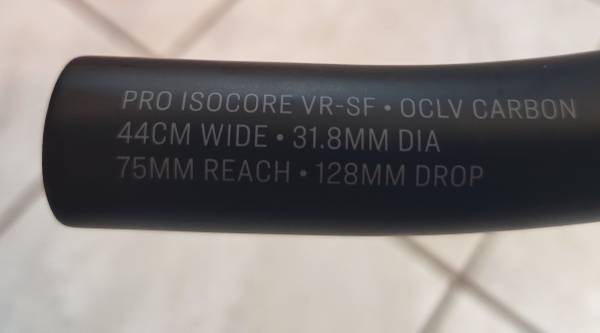 PRO ISOCORE VR-SF • OCLV CARBON
44CM WIDE • 31.8MM DIA
75MM REACH • 128MM DROP